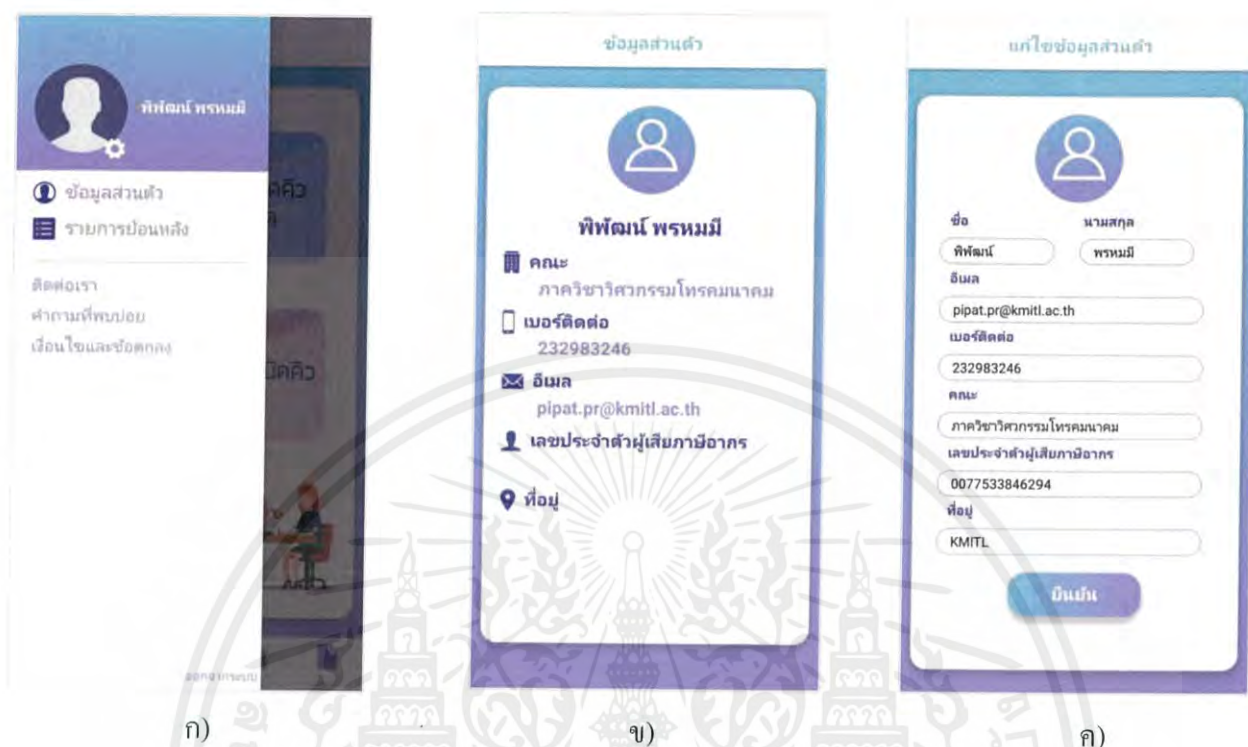 พิพัฒน์ พรหมมี
ข้อมูลส่วนตัว
รายการย้อนหลัง
ติดต่อเรา
คำถามที่พบบ่อย
เงื่อนไขและข้อตกลง
ออกจากระบบ
ก)
ข้อมูลส่วนตัว
พิพัฒน์ พรหมมี
คณะ
ภาควิชาวิศวกรรมโทรคมนาคม
เบอร์ติดต่อ
232983246
อีเมล
pipat.pr@kmitl.ac.th
เลขประจำตัวผู้เสียภาษีอากร
ที่อยู่
ข)
แก้ไขข้อมูลส่วนตัว
ชื่อ นามสกุล
พิพัฒน์ พรหมมี
อีเมล
pipat.pr@kmitl.ac.th
เบอร์ติดต่อ
232983246
คณะ
ภาควิชาวิศวกรรมโทรคมนาคม
เลขประจำตัวผู้เสียภาษีอากร
0077533846294
ที่อยู่
KMITL
ยืนยัน
ค)